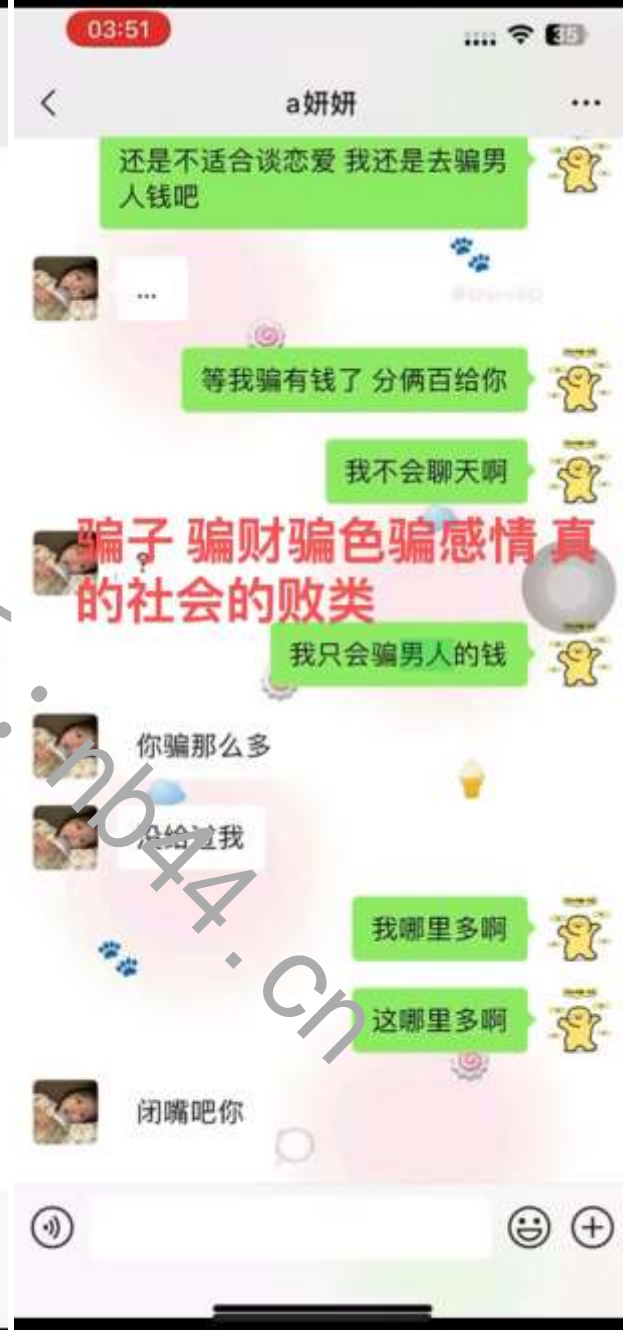 03:51
35
a妍妍
还是不适合谈恋爱 我还是去骗男
人钱吧
...
等我骗有钱了 分俩百给你
我不会聊天啊
?
骗子 骗财骗色骗感情 真
的社会的败类
我只会骗男人的钱
你骗那么多
没给过我
我哪里多啊
这哪里多啊
闭嘴吧你
nb44.cn